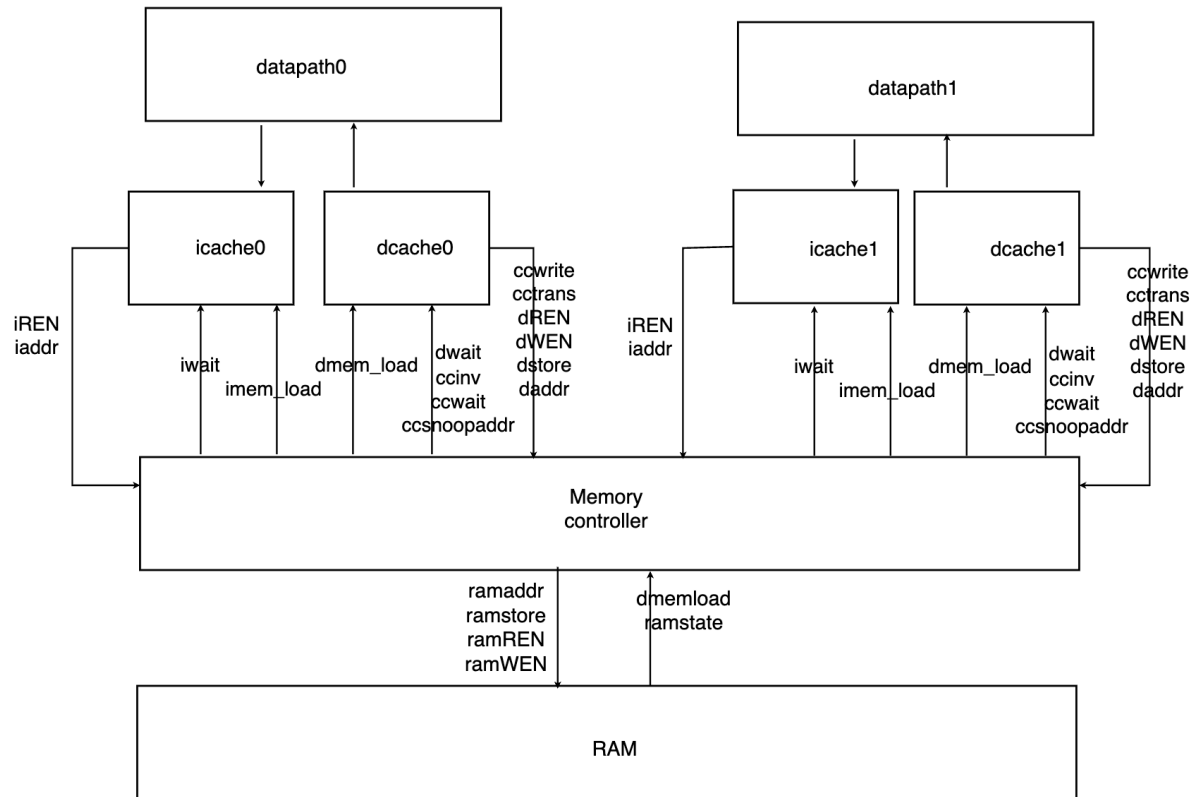 datapath0
datapath1
icache0
dcache0
icache1
dcache1
iREN
iaddr
iwait
imem_load
dmem_load
dwait
ccinv
ccwait
ccsnoopaddr
ccwrite
cctrans
dREN
dWEN
dstore
daddr
iREN
iaddr
iwait
imem_load
dmem_load
dwait
ccinv
ccwait
ccsnoopaddr
ccwrite
cctrans
dREN
dWEN
dstore
daddr
Memory
controller
ramaddr
ramstore
ramREN
ramWEN
dmemload
ramstate
RAM